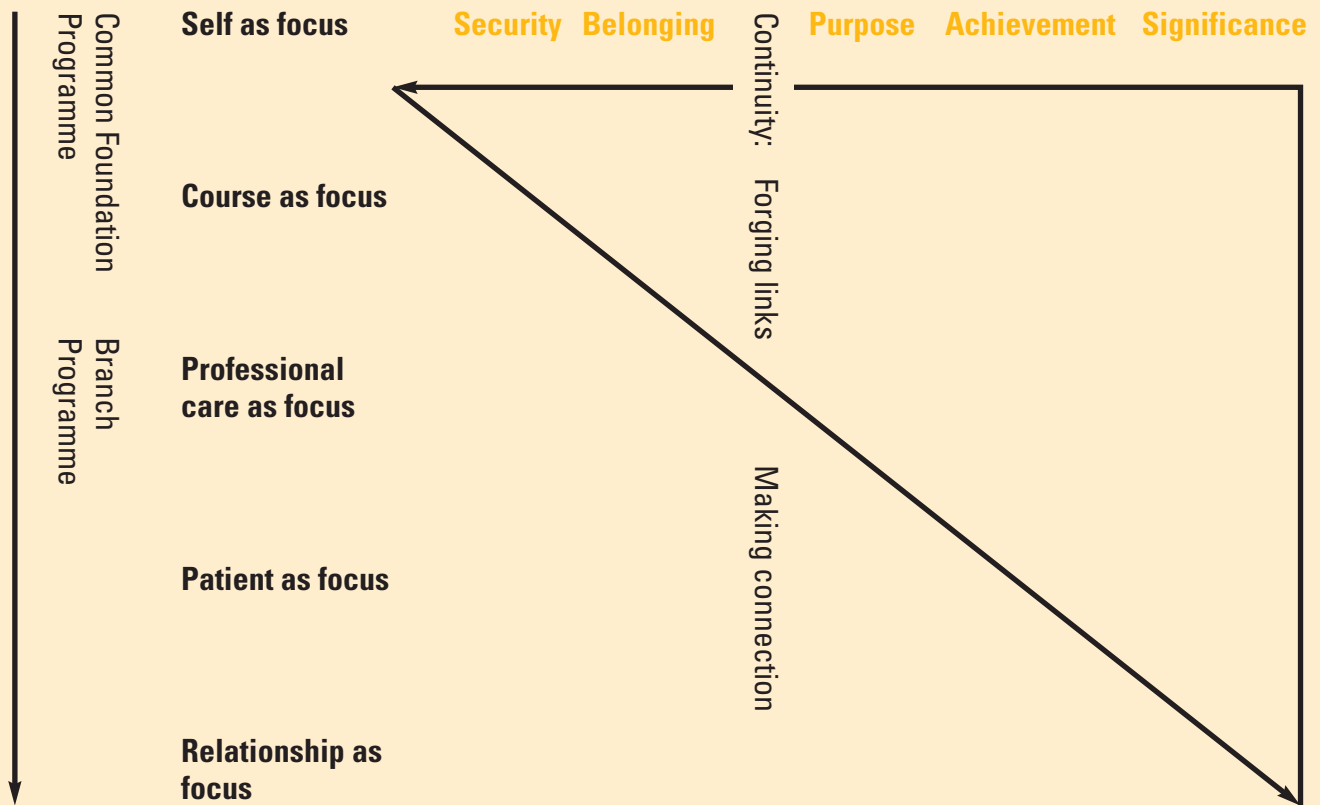 Common Foundation
Programme
Branch
Programme
Self as focus
Course as focus
Professional
care as focus
Patient as focus
Relationship as
focus
Security Belonging Purpose Achievement Significance
Continuity: Forging links Making connection